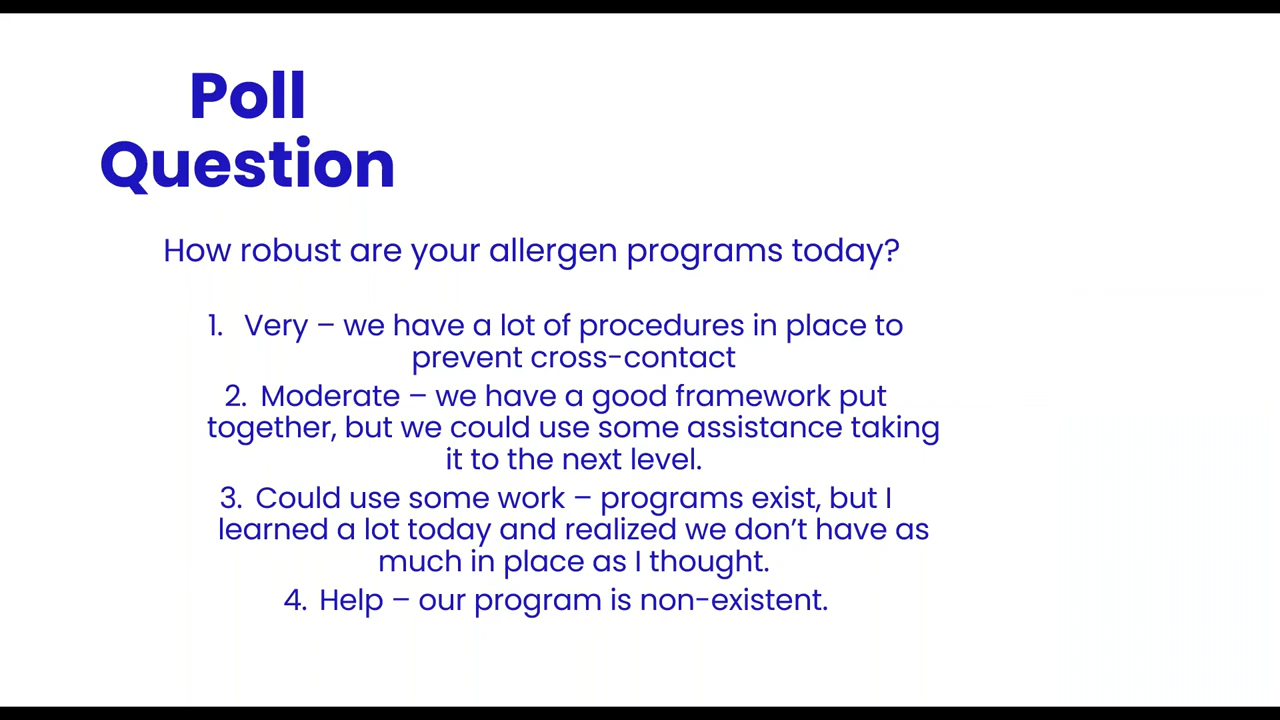 Poll
Question
How robust are your allergen programs today?
1. Very – we have a lot of procedures in place to
prevent cross-contact
2. Moderate – we have a good framework put
together, but we could use some assistance taking
it to the next level.
3. Could use some work – programs exist, but I
learned a lot today and realized we don’t have as
much in place as I thought.
4. Help – our program is non-existent.